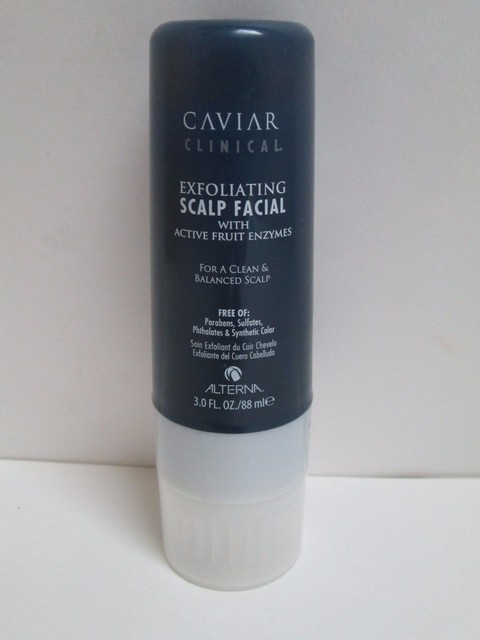 CAVIAR
CLINICAL
EXFOLIATING
SCALP FACIAL
WITH
ACTIVE FRUIT ENZYMES
FOR A CLEAN &
BALANCED SCALP
FREE OF:
Parabens, Sulfates,
Phthalates & Synthetic Color
Soin Exfoliant du Cuir Chevelu
Exfoliante del Cuero Cabelludo
ALTERNA
3.0 FL. OZ./88 ml℮